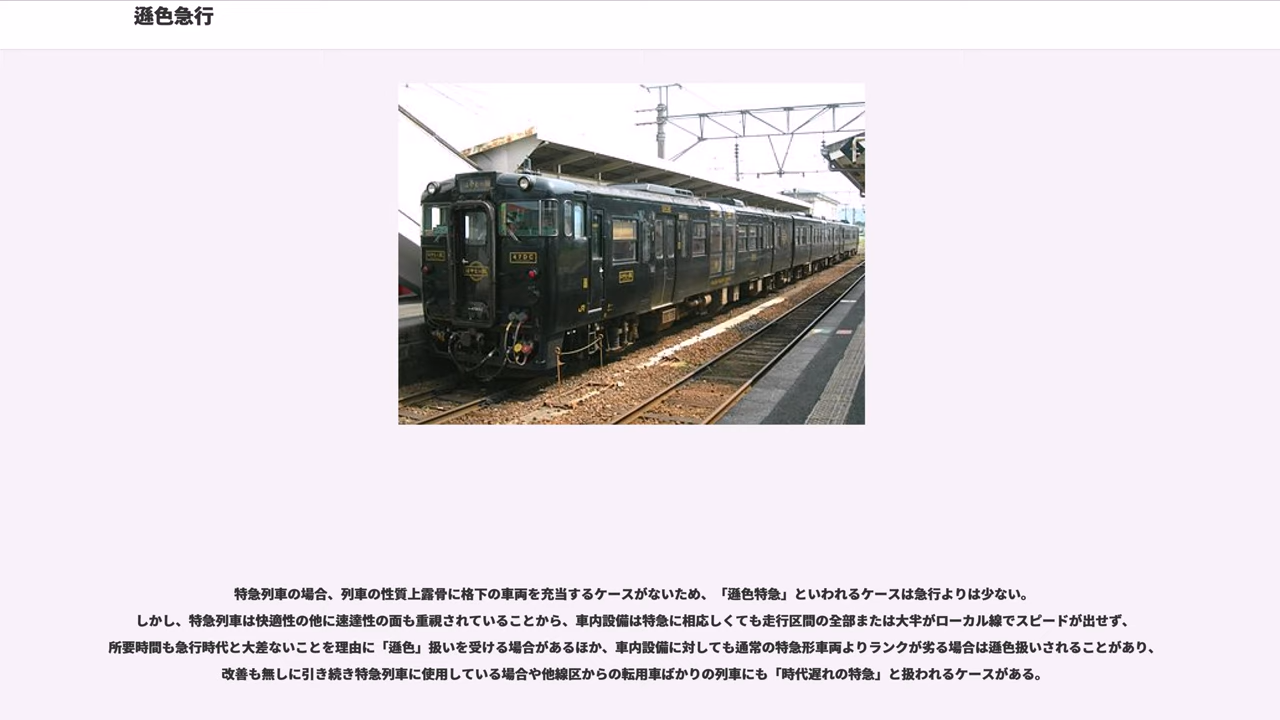 遜色急行
47DC
特急列車の場合、列車の性質上露骨に格下の車両を充当するケースがないため、「遜色特急」といわれるケースは急行よりは少ない。
しかし、特急列車は快適性の他に速達性の面も重視されていることから、車内設備は特急に相応しくても走行区間の全部または大半がローカル線でスピードが出せず、
所要時間も急行時代と大差ないことを理由に「遜色」扱いを受ける場合があるほか、車内設備に対しても通常の特急形車両よりランクが劣る場合は遜色扱いされることがあり、
改善も無しに引き続き特急列車に使用している場合や他線区からの転用車ばかりの列車にも「時代遅れの特急」と扱われるケースがある。